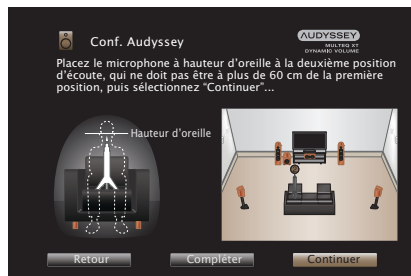 Conf. Audyssey
AUDYSSEY
MULTEQ XT
DYNAMIC VOLUME
Placez le microphone à hauteur d'oreille à la deuxième position
d'écoute, qui ne doit pas être à plus de 60 cm de la première
position, puis sélectionnez “Continuer”...
Hauteur d'oreille
Retour
Compléter
Continuer